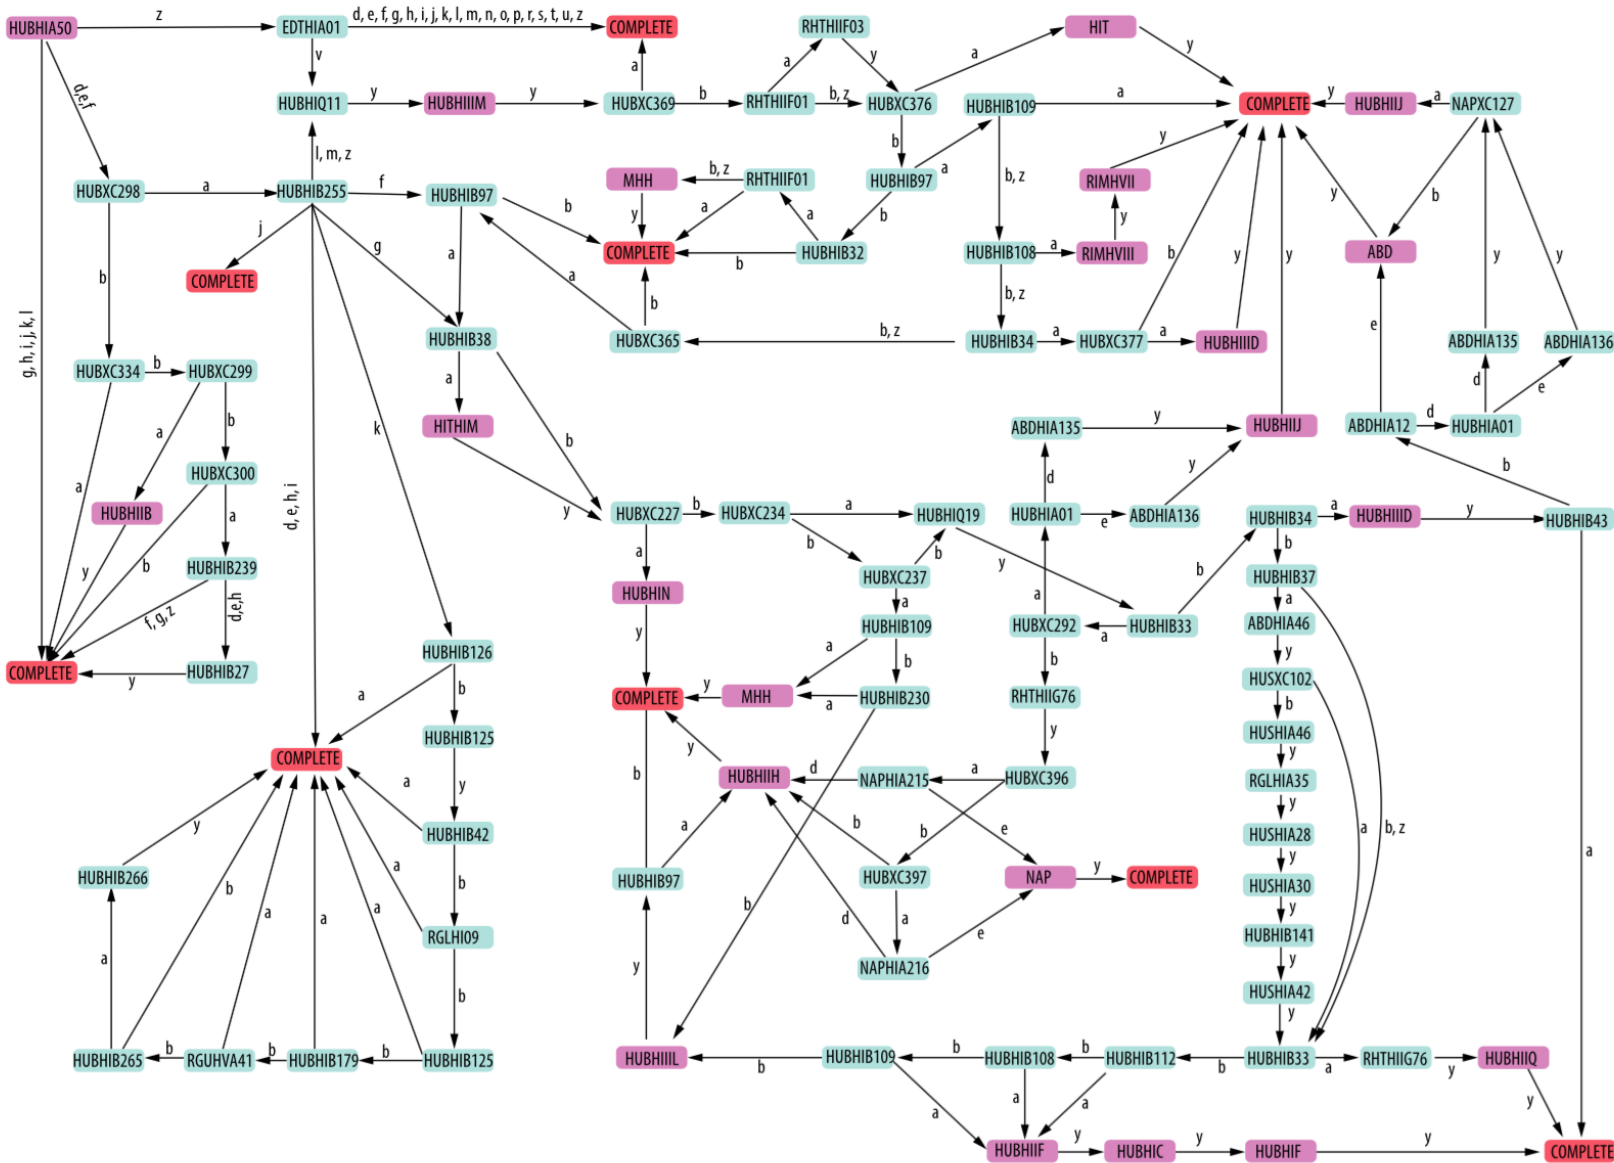 HUBHIA50
z
EDTHIA01
d, e, f, g, h, i, j, k, l, m, n, o, p, r, s, t, u, z
COMPLETE
RHTHIIF03
HIT
v
a
a
y
a
y
d,e,f
HUBHIQ11
y
HUBHIIIM
y
HUBXC369
b
RHTHIIF01
b, z
HUBXC376
HUBHIB109
a
COMPLETE
y
HUBHIIJ
a
NAPXC127
l, m, z
b
a
y
HUBXC298
a
HUBHIB255
f
HUBHIB97
b
MHH
b, z
RHTHIIF01
HUBHIB97
b, z
RIMHVII
b
j
g
a
y
a
a
b
y
y
COMPLETE
COMPLETE
b
HUBHIB32
HUBHIB108
a
RIMHVIII
b
y
y
ABD
y
y
b
a
b
b, z
g, h, i, j, k, l
HUBHIB38
HUBXC365
b, z
HUBHIB34
a
HUBXC377
a
HUBHIIID
e
ABDHIA135
ABDHIA136
HUBXC334
b
HUBXC299
a
d
e
a
b
HITHIM
b
k
ABDHIA135
y
HUBHIIJ
ABDHIA12
d
HUBHIA01
HUBXC300
d
y
b
a
d, e, h, i
HUBHIIB
a
y
HUBXC227
b
HUBXC234
a
HUBHIQ19
HUBHIA01
e
ABDHIA136
HUBHIB34
a
HUBHIIID
y
HUBHIB43
y
b
HUBHIB239
a
b
b
y
b
b
HUBXC237
HUBHIB37
f, g, z
d,e,h
HUBHIN
a
a
a
HUBHIB109
HUBXC292
a
HUBHIB33
ABDHIA46
y
y
COMPLETE
y
HUBHIB27
HUBHIB126
a
b
b
HUSXC102
a
b
COMPLETE
y
MHH
a
HUBHIB230
RHTHIIG76
b
HUSHIA46
HUBHIB125
y
y
y
COMPLETE
HUBHIIH
d
NAPHIA215
a
HUBXC396
RGLHIA35
a
y
b
y
HUBHIB42
y
b
b
e
HUSHIA28
a
b, z
a
HUBHIB266
b
a
a
b
HUBHIB97
HUBXC397
NAP
y
COMPLETE
y
HUSHIA30
a
a
a
b
b
d
a
e
y
RGLHI09
HUBHIB141
a
y
NAPHIA216
y
b
HUSHIA42
y
HUBHIB265
b
RGUHVA41
b
HUBHIB179
b
HUBHIB125
HUBHIIIL
b
HUBHIB109
b
HUBHIB108
b
HUBHIB112
b
HUBHIB33
a
RHTHIIG76
y
HUBHIIQ
a
a
a
y
HUBHIIF
y
HUBHIC
y
HUBHIF
y
COMPLETE